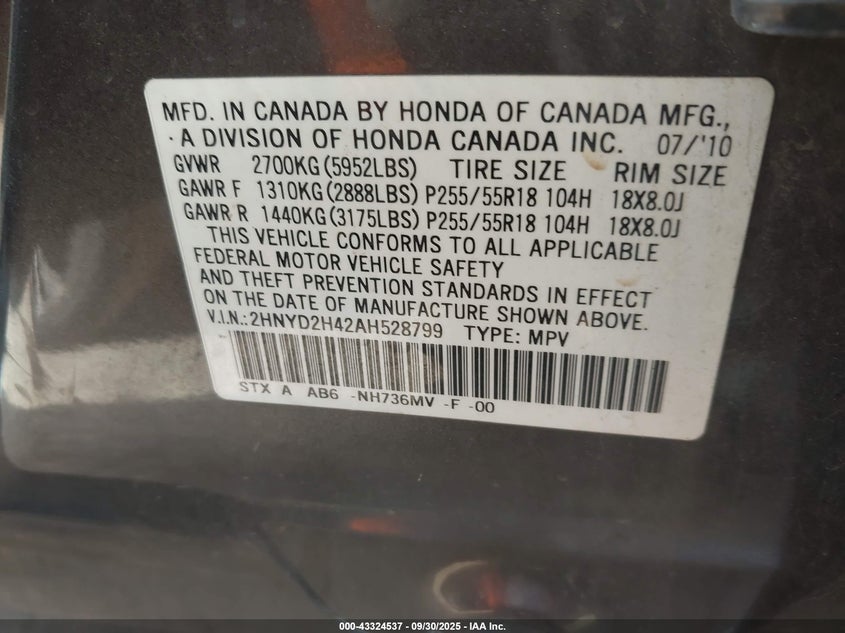 MFD. IN CANADA BY HONDA OF CANADA MFG.,
A DIVISION OF HONDA CANADA INC. 07/'10
GVWR 2700KG(5952LBS) TIRE SIZE RIM SIZE
GAWR F 1310KG(2888LBS) P255/55R18 104H 18X8.0J
GAWR R 1440KG(3175LBS) P255/55R18 104H 18X8.0J
THIS VEHICLE CONFORMS TO ALL APPLICABLE
FEDERAL MOTOR VEHICLE SAFETY
AND THEFT PREVENTION STANDARDS IN EFFECT
ON THE DATE OF MANUFACTURE SHOWN ABOVE.
V.I.N.:2HNYD2H42AH528799 TYPE: MPV
STX A AB6 -NH736MV -F -00
000-43324537 - 09/30/2025 - IAA Inc.